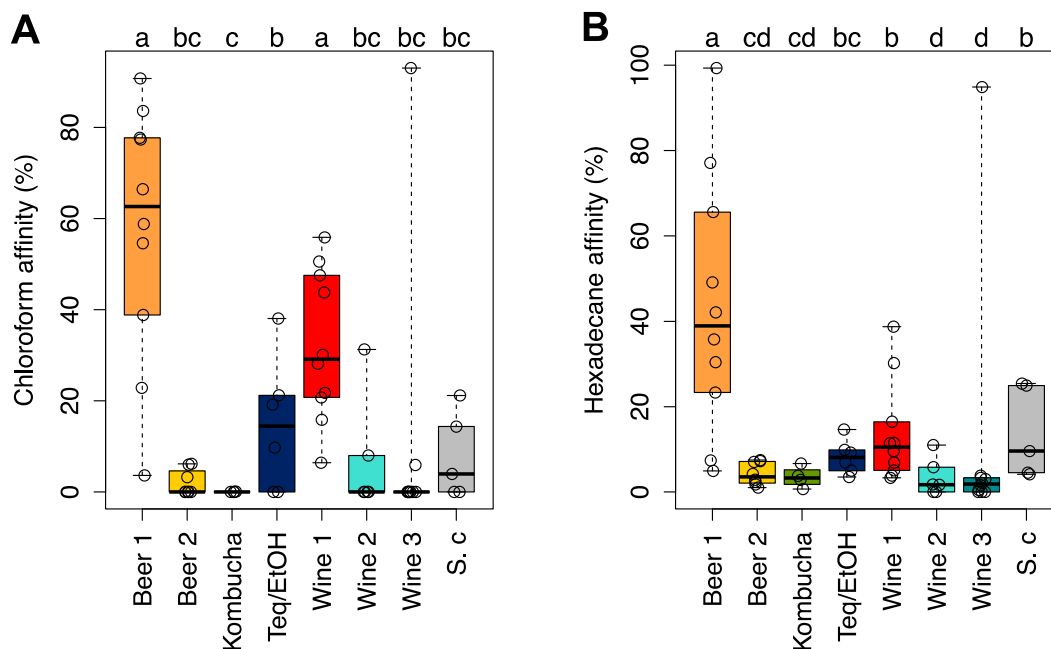 A
a bc c b a bc bc bc
Chloroform affinity (%)
80
60
40
20
0
Beer 1
Beer 2
Kombucha
Teq/EtOH
Wine 1
Wine 2
Wine 3
S. c
B
a cd cd bc b d d b
Hexadecane affinity (%)
100
80
60
40
20
0
Beer 1
Beer 2
Kombucha
Teq/EtOH
Wine 1
Wine 2
Wine 3
S. c